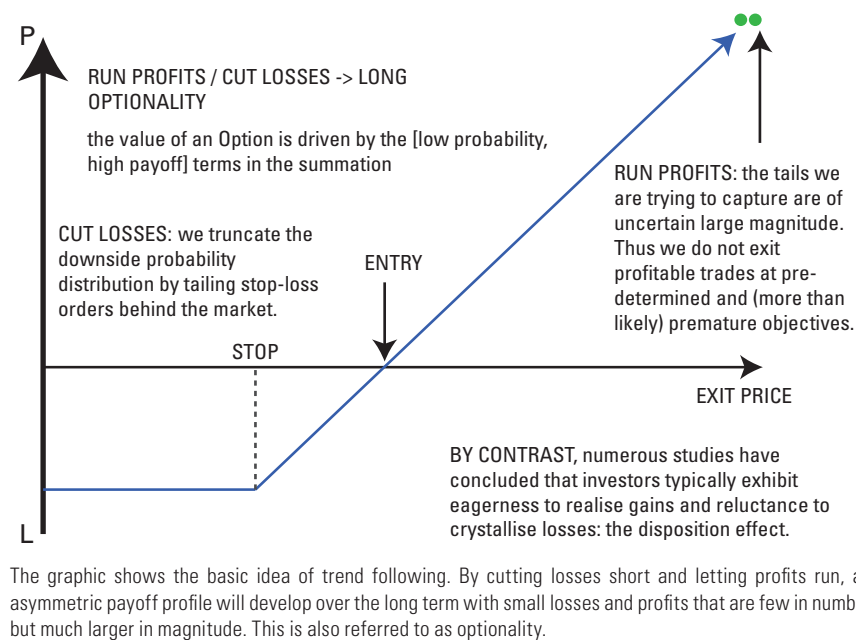 P
RUN PROFITS / CUT LOSSES -> LONG
OPTIONALITY
the value of an Option is driven by the [low probability,
high payoff] terms in the summation
RUN PROFITS: the tails we
are trying to capture are of
uncertain large magnitude.
Thus we do not exit
profitable trades at pre-
determined and (more than
likely) premature objectives.
CUT LOSSES: we truncate the
downside probability
distribution by tailing stop-loss
orders behind the market.
ENTRY
STOP
EXIT PRICE
BY CONTRAST, numerous studies have
concluded that investors typically exhibit
eagerness to realise gains and reluctance to
crystallise losses: the disposition effect.
L
The graphic shows the basic idea of trend following. By cutting losses short and letting profits run, a
asymmetric payoff profile will develop over the long term with small losses and profits that are few in numb
but much larger in magnitude. This is also referred to as optionality.